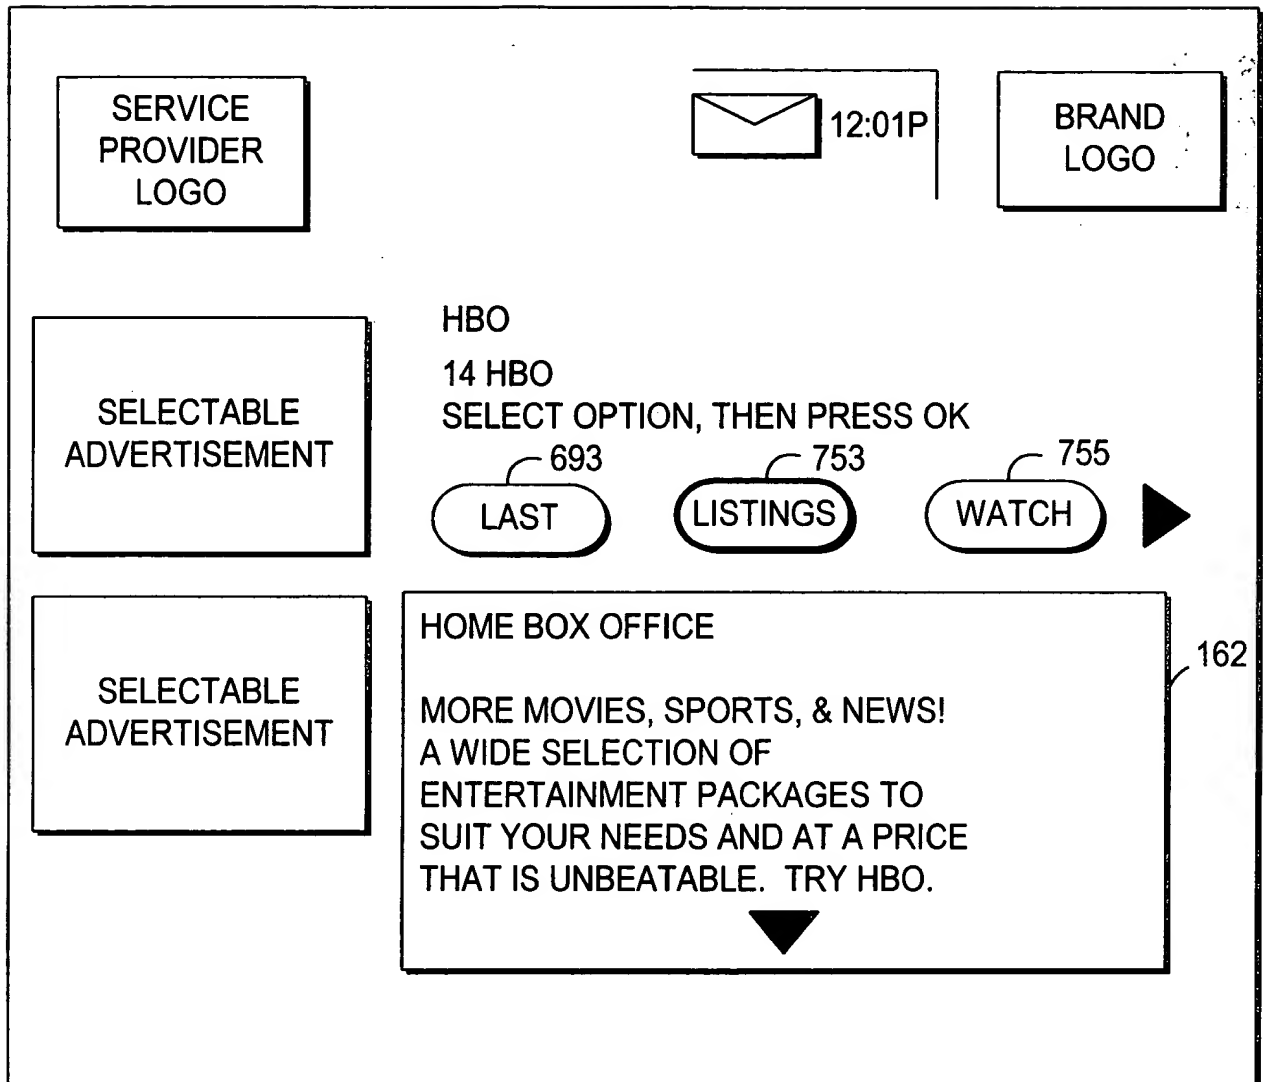 SERVICE
PROVIDER
LOGO
12:01P
BRAND
LOGO
SELECTABLE
ADVERTISEMENT
HBO
14 HBO
SELECT OPTION, THEN PRESS OK
693
753
755
LAST
LISTINGS
WATCH
SELECTABLE
ADVERTISEMENT
HOME BOX OFFICE
MORE MOVIES, SPORTS, & NEWS!
A WIDE SELECTION OF
ENTERTAINMENT PACKAGES TO
SUIT YOUR NEEDS AND AT A PRICE
THAT IS UNBEATABLE. TRY HBO.
162